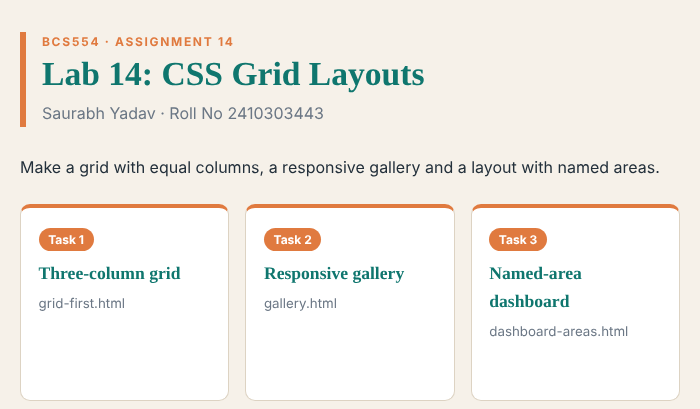 BCS554 · ASSIGNMENT 14
Lab 14: CSS Grid Layouts
Saurabh Yadav · Roll No 2410303443
Make a grid with equal columns, a responsive gallery and a layout with named areas.
Task 1
Three-column grid
grid-first.html
Task 2
Responsive gallery
gallery.html
Task 3
Named-area
dashboard
dashboard-areas.html